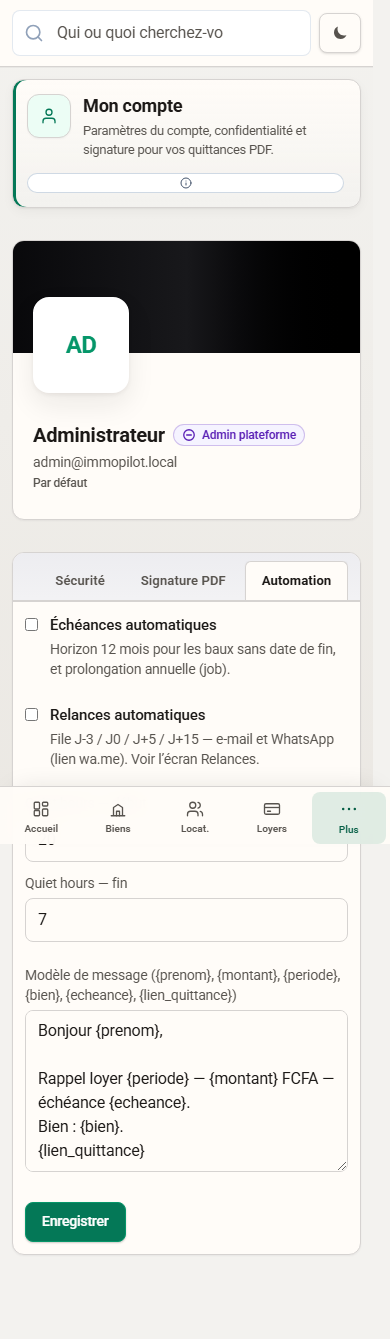 Qui ou quoi cherchez-vo
Mon compte
Paramètres du compte, confidentialité et
signature pour vos quittances PDF.
AD
Administrateur
Admin plateforme
admin@immopilot.local
Par défaut
Sécurité
Signature PDF
Automation
Échéances automatiques
Horizon 12 mois pour les baux sans date de fin,
et prolongation annuelle (job).
Relances automatiques
File J-3 / J0 / J+5 / J+15 — e-mail et WhatsApp
(lien wa.me). Voir l’écran Relances.
Accueil
Biens
Locat.
Loyers
Plus
Quiet hours — fin
7
Modèle de message ({prenom}, {montant}, {periode},
{bien}, {echeance}, {lien_quittance})
Bonjour {prenom},
Rappel loyer {periode} — {montant} FCFA —
échéance {echeance}.
Bien : {bien}.
{lien_quittance}
Enregistrer